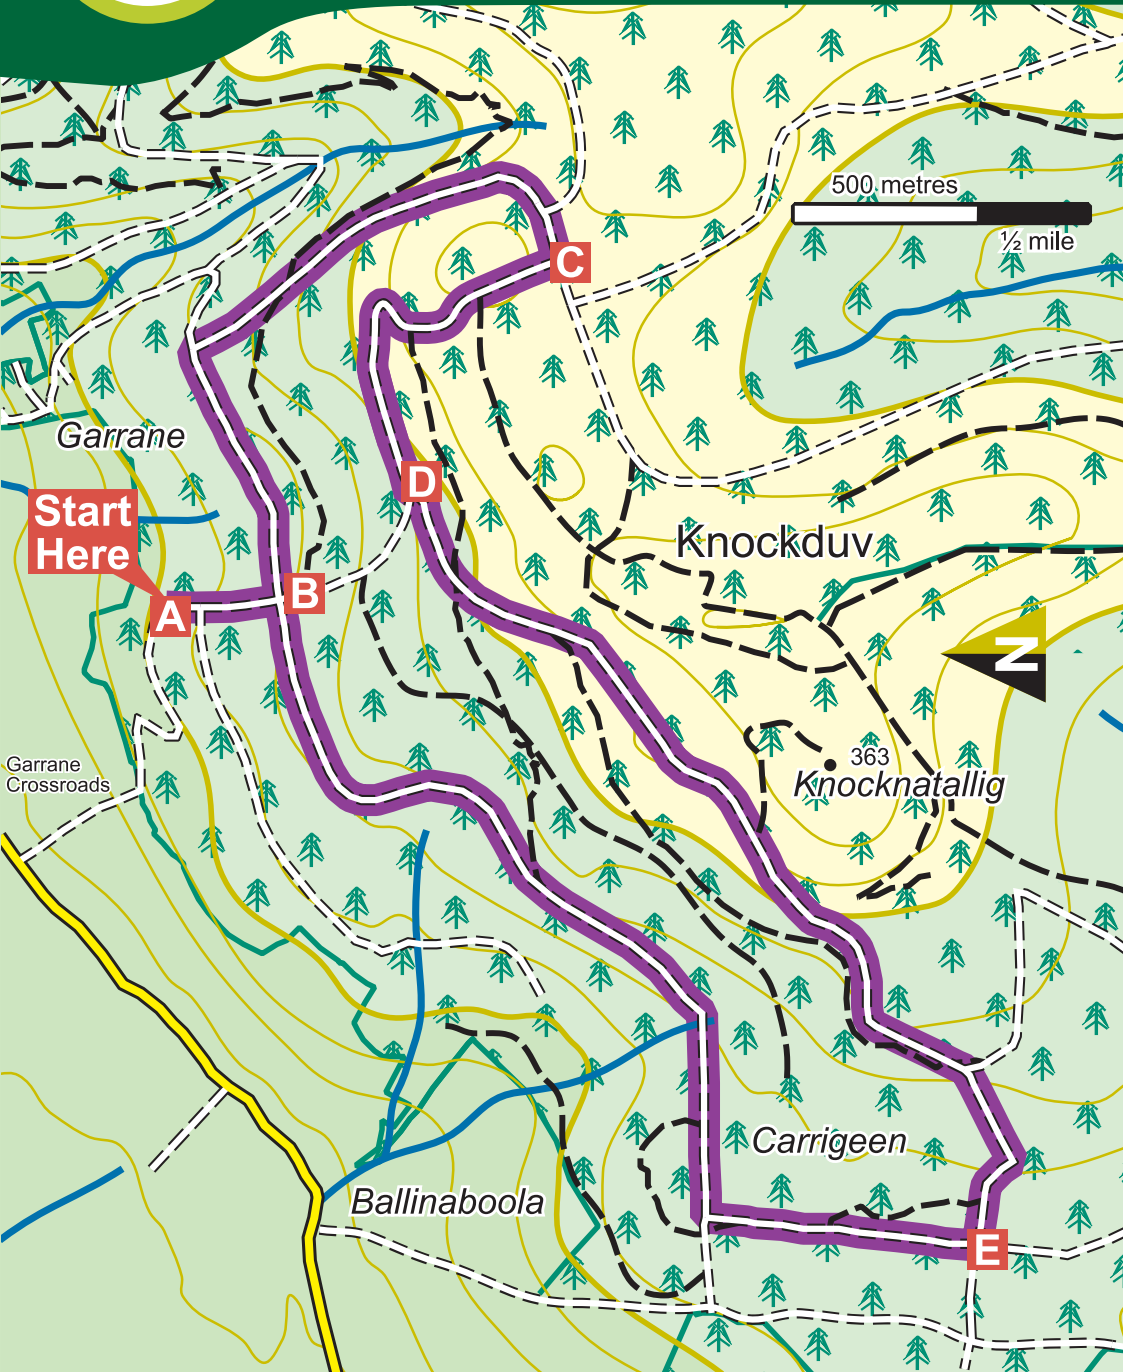 500 metres
½ mile
C
Garrane
D
Start
Here
Knockduv
B
A
N
363
Knocknatallig
Garrane
Crossroads
Carrigeen
Ballinaboola
E